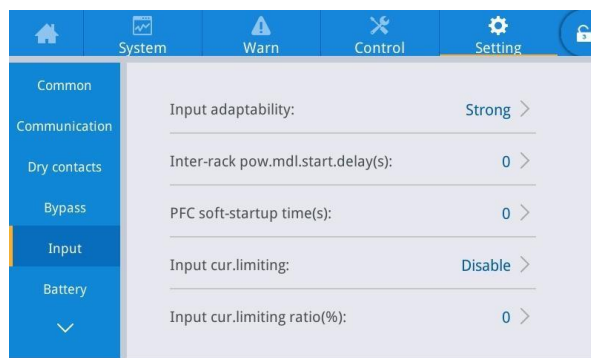 System
Warn
Control
Setting
Common
Communication
Dry contacts
Bypass
Input
Battery
Input adaptability: Strong
Inter-rack pow.mdl.start.delay(s): 0
PFC soft-startup time(s): 0
Input cur.limiting: Disable
Input cur.limiting ratio(%): 0